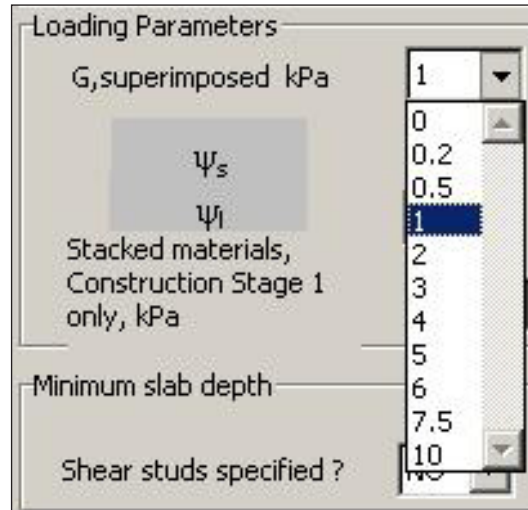 Loading Parameters
G,superimposed kPa
1
0
0.2
0.5
1
2
3
4
5
6
7.5
10
Ψs
Ψl
Stacked materials,
Construction Stage 1
only, kPa
Minimum slab depth
Shear studs specified ?
NO